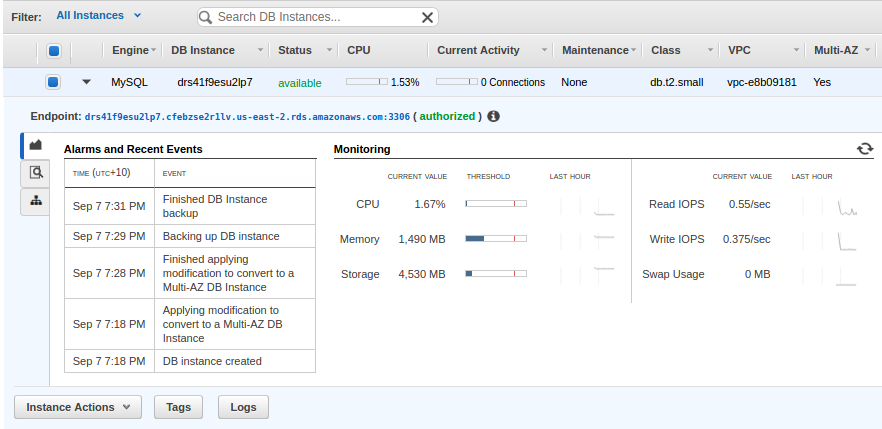 Filter: All Instances Search DB Instances...
Engine DB Instance Status CPU Current Activity Maintenance Class VPC Multi-AZ
MySQL drs41f9esu2lp7 available 1.53% 0 Connections None db.t2.small vpc-e8b09181 Yes
Endpoint: drs41f9esu2lp7.cfebzse2r1lv.us-east-2.rds.amazonaws.com:3306 ( authorized )
Alarms and Recent Events
TIME (UTC+10) EVENT
Sep 7 7:31 PM Finished DB Instance
backup
Sep 7 7:29 PM Backing up DB instance
Sep 7 7:28 PM Finished applying
modification to convert to a
Multi-AZ DB Instance
Sep 7 7:18 PM Applying modification to
convert to a Multi-AZ DB
Instance
Sep 7 7:18 PM DB instance created
Monitoring
CURRENT VALUE THRESHOLD LAST HOUR
CPU 1.67%
Memory 1,490 MB
Storage 4,530 MB
CURRENT VALUE LAST HOUR
Read IOPS 0.55/sec
Write IOPS 0.375/sec
Swap Usage 0 MB
Instance Actions Tags Logs